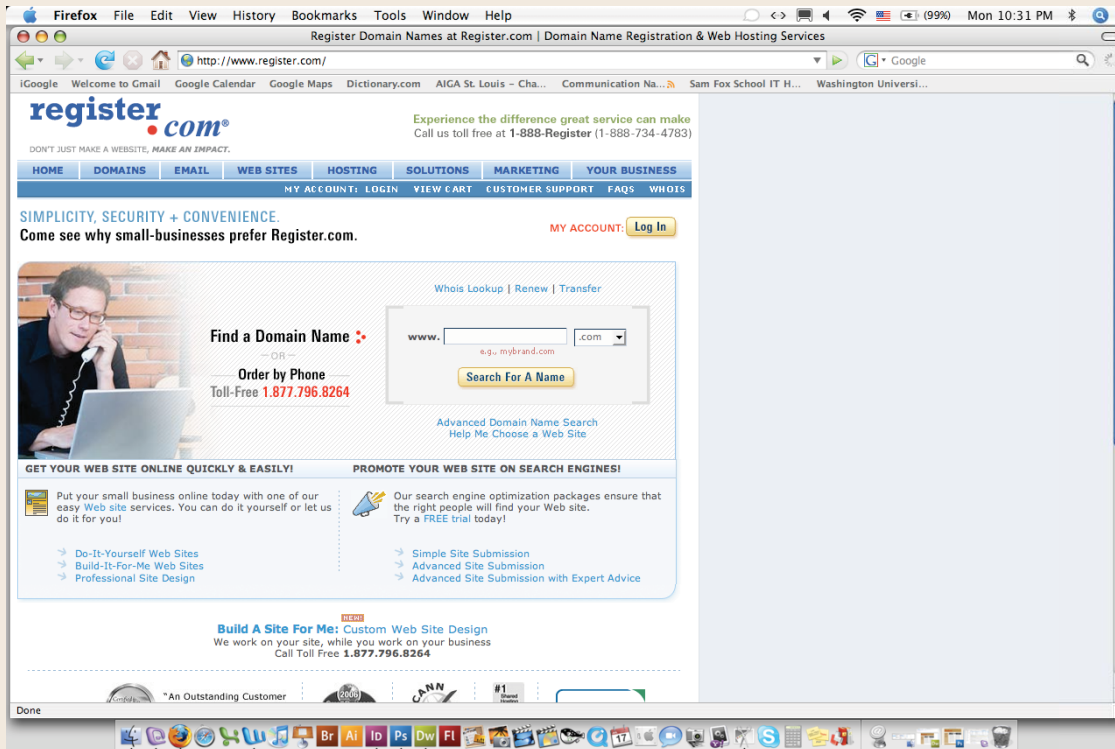 Firefox File Edit View History Bookmarks Tools Window Help (99%) Mon 10:31 PM
Register Domain Names at Register.com | Domain Name Registration & Web Hosting Services
http://www.register.com/ G Google
iGoogle Welcome to Gmail Google Calendar Google Maps Dictionary.com AIGA St. Louis – Cha... Communication Na... Sam Fox School IT H... Washington Universi...
register.com®
DON'T JUST MAKE A WEBSITE, MAKE AN IMPACT.
Experience the difference great service can make
Call us toll free at 1-888-Register (1-888-734-4783)
HOME DOMAINS EMAIL WEB SITES HOSTING SOLUTIONS MARKETING YOUR BUSINESS
MY ACCOUNT: LOGIN VIEW CART CUSTOMER SUPPORT FAQS WHOIS
SIMPLICITY, SECURITY + CONVENIENCE.
Come see why small-businesses prefer Register.com.
MY ACCOUNT: Log In
Whois Lookup | Renew | Transfer
Find a Domain Name
– OR –
Order by Phone
Toll-Free 1.877.796.8264
www. .com
e.g., mybrand.com
Search For A Name
Advanced Domain Name Search
Help Me Choose a Web Site
GET YOUR WEB SITE ONLINE QUICKLY & EASILY!
Put your small business online today with one of our
easy Web site services. You can do it yourself or let us
do it for you!
Do-It-Yourself Web Sites
Build-It-For-Me Web Sites
Professional Site Design
PROMOTE YOUR WEB SITE ON SEARCH ENGINES!
Our search engine optimization packages ensure that
the right people will find your Web site.
Try a FREE trial today!
Simple Site Submission
Advanced Site Submission
Advanced Site Submission with Expert Advice
NEW!
Build A Site For Me: Custom Web Site Design
We work on your site, while you work on your business
Call Toll Free 1.877.796.8264
"An Outstanding Customer
2006
#1
Shared
Hosting
Done
Br Ai Id Ps Dw Fl
17